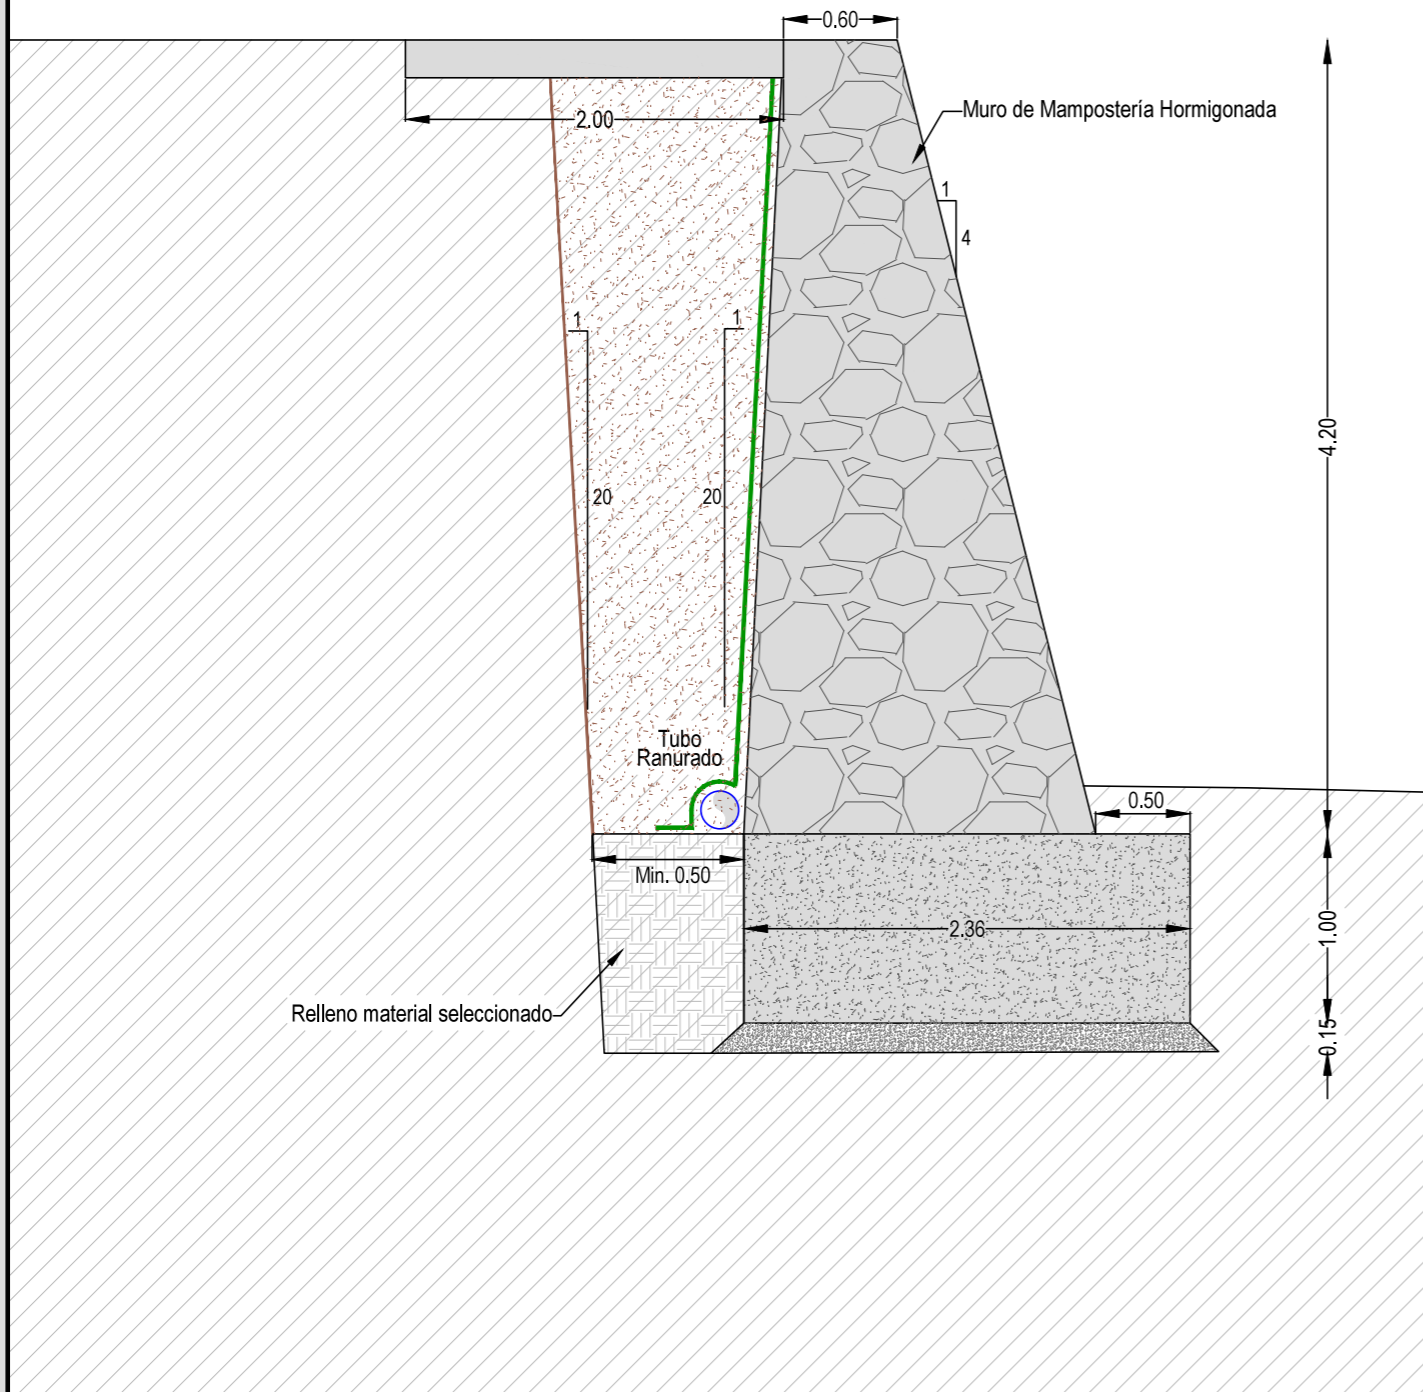 0.60
2.00
Muro de Mampostería Hormigonada
1
4
1
1
4.20
20
20
Tubo
Ranurado
0.50
Min. 0.50
2.36
1.00
Relleno material seleccionado
0.15